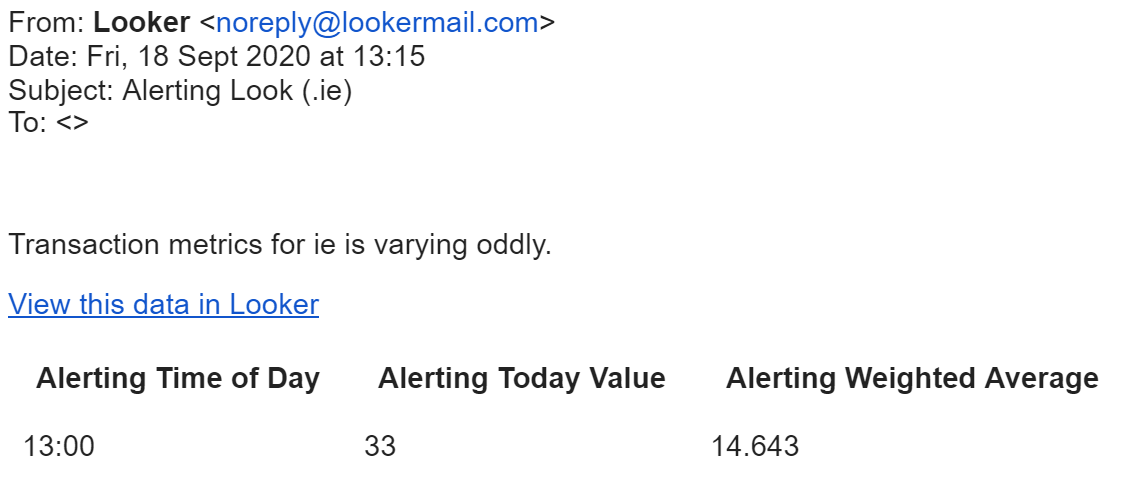 From: Looker <noreply@lookermail.com>
Date: Fri, 18 Sept 2020 at 13:15
Subject: Alerting Look (.ie)
To: <>
Transaction metrics for ie is varying oddly.
View this data in Looker
Alerting Time of Day Alerting Today Value Alerting Weighted Average
13:00 33 14.643